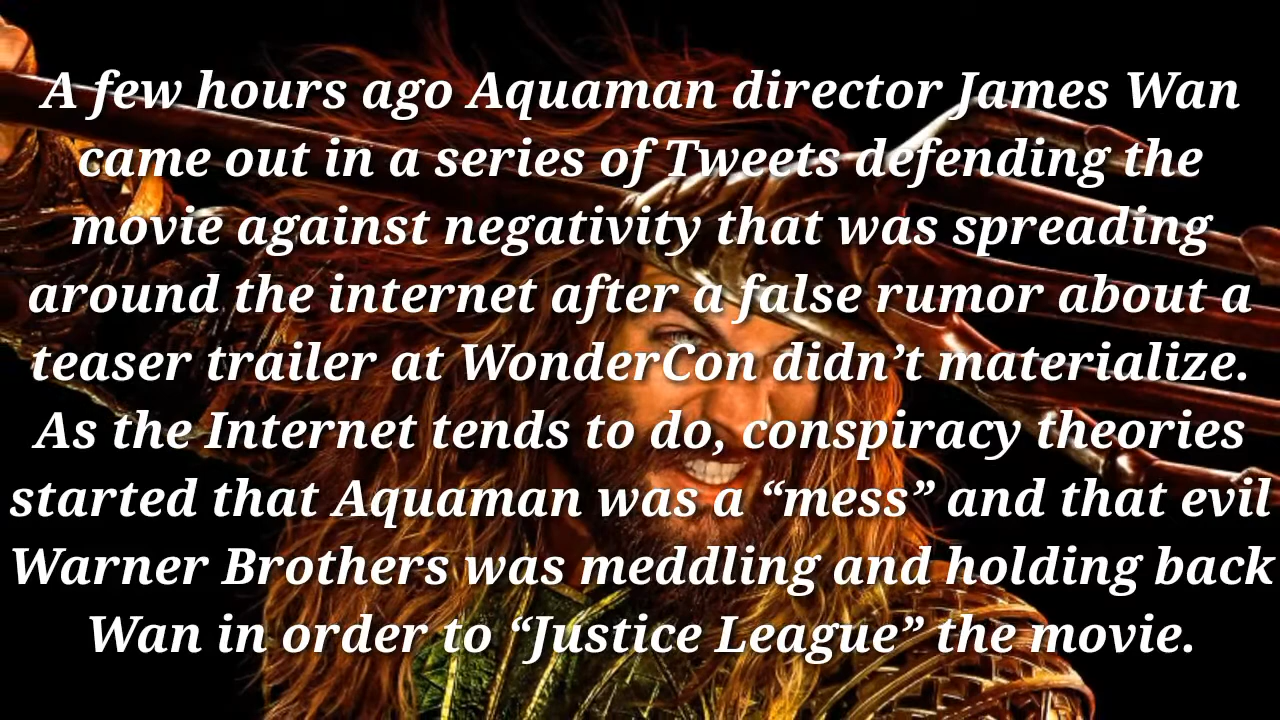 A few hours ago Aquaman director James Wan
came out in a series of Tweets defending the
movie against negativity that was spreading
around the internet after a false rumor about a
teaser trailer at WonderCon didn’t materialize.
As the Internet tends to do, conspiracy theories
started that Aquaman was a “mess” and that evil
Warner Brothers was meddling and holding back
Wan in order to “Justice League” the movie.